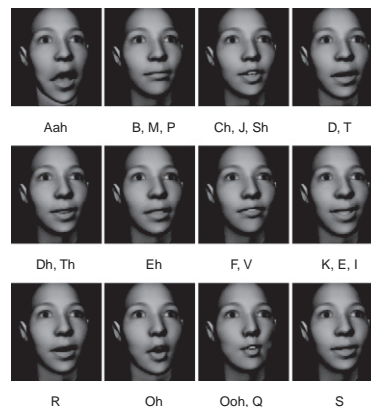 Aah B, M, P Ch, J, Sh D, T
Dh, Th Eh F, V K, E, I
R Oh Ooh, Q S